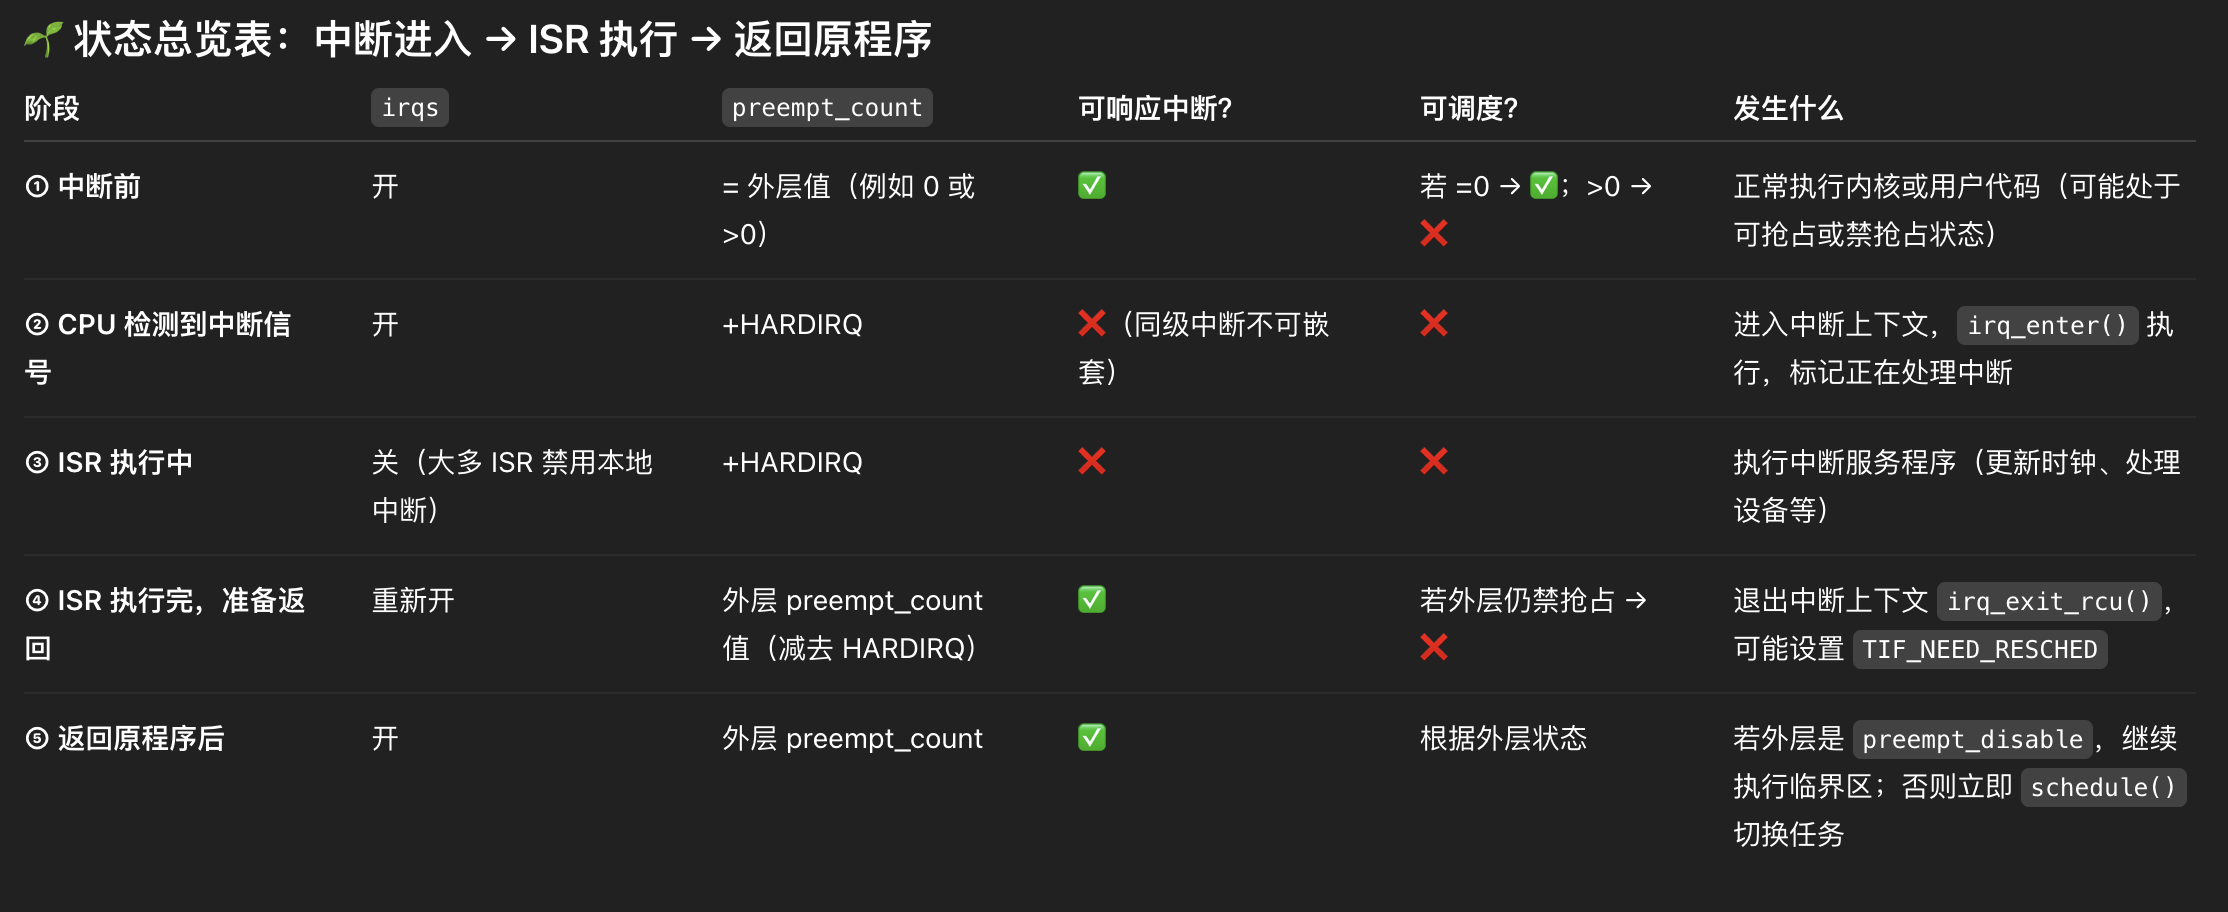 🌱 状态总览表：中断进入 → ISR 执行 → 返回原程序
阶段 irqs preempt_count 可响应中断? 可调度? 发生什么
① 中断前 开 = 外层值（例如 0 或 ✅ 若 =0 → ✅；>0 → 正常执行内核或用户代码（可能处于
>0） ❌ 可抢占或禁抢占状态）
② CPU 检测到中断信 开 +HARDIRQ ❌（同级中断不可嵌 ❌ 进入中断上下文，irq_enter() 执
号 套） 行，标记正在处理中断
③ ISR 执行中 关（大多 ISR 禁用本地 +HARDIRQ ❌ ❌ 执行中断服务程序（更新时钟、处理
中断） 设备等）
④ ISR 执行完，准备返 重新开 外层 preempt_count ✅ 若外层仍禁抢占 → 退出中断上下文 irq_exit_rcu()，
回 值（减去 HARDIRQ） ❌ 可能设置 TIF_NEED_RESCHED
⑤ 返回原程序后 开 外层 preempt_count ✅ 根据外层状态 若外层是 preempt_disable，继续
执行临界区；否则立即 schedule()
切换任务